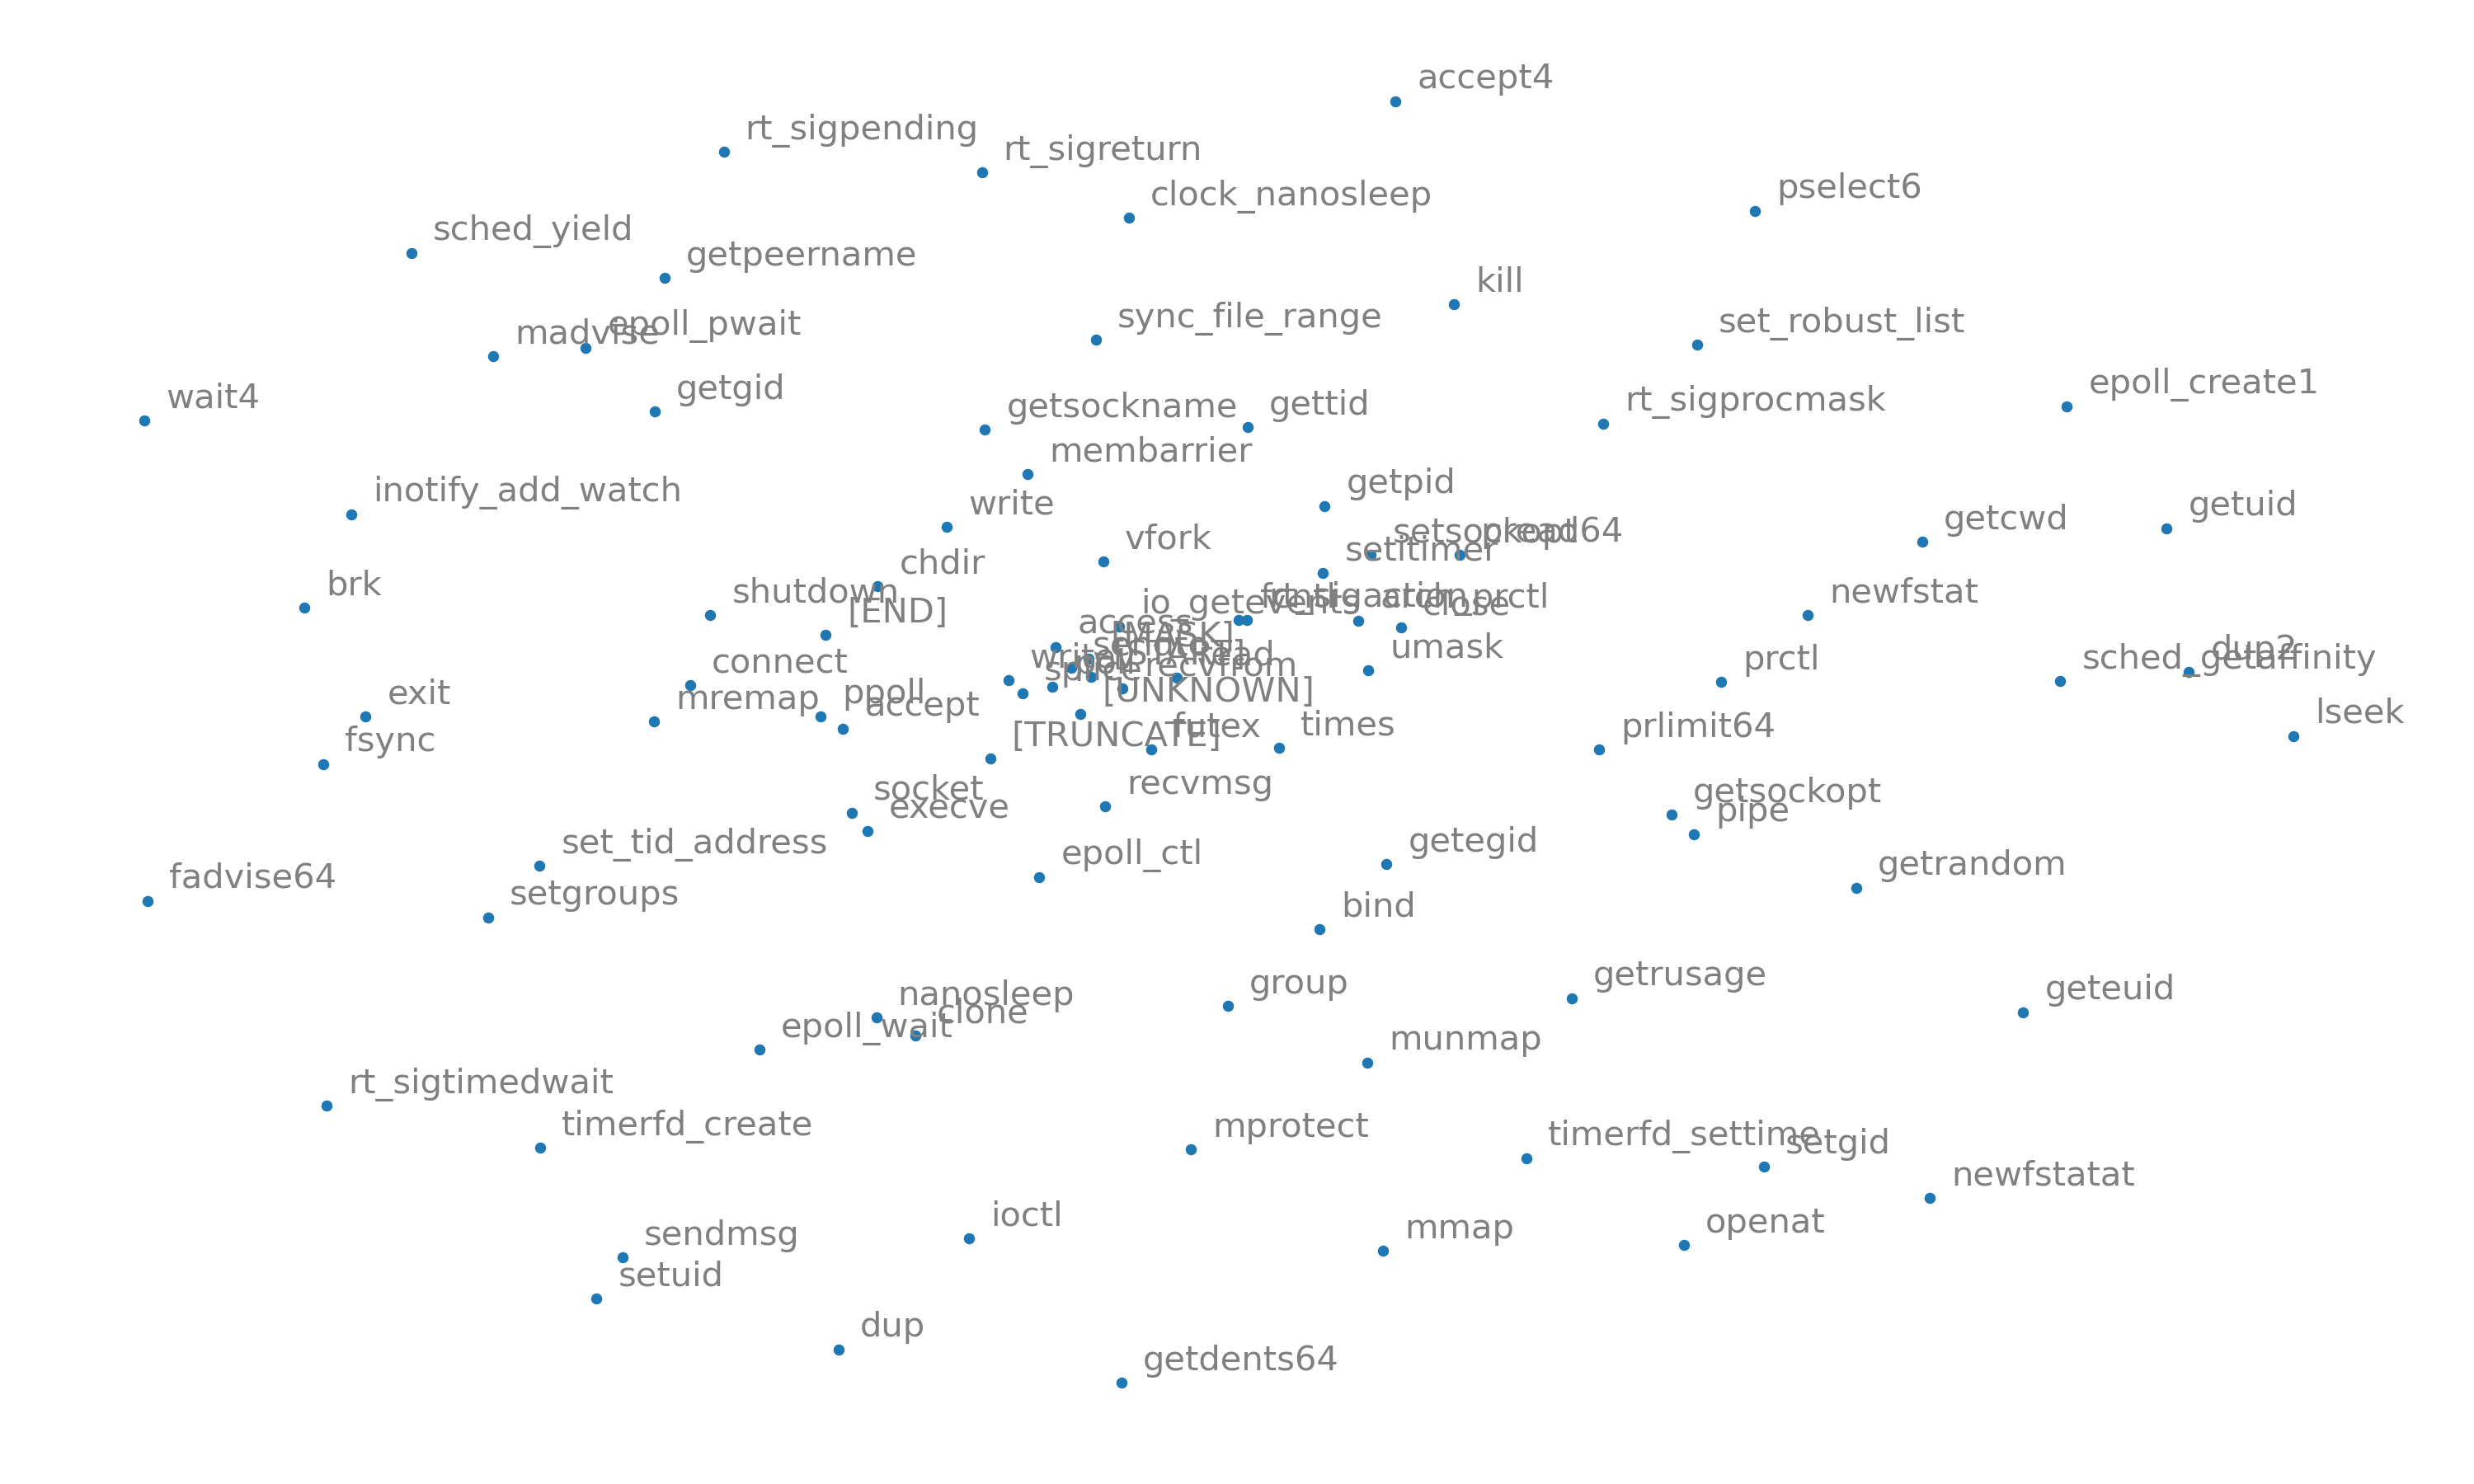 accept4
rt_sigpending
rt_sigreturn
clock_nanosleep
pselect6
sched_yield
getpeername
kill
sync_file_range
set_robust_list
epoll_pwait
madvise
wait4
getgid
getsockname
gettid
rt_sigprocmask
epoll_create1
membarrier
inotify_add_watch
getpid
write
getuid
getcwd
vfork
setsockopt
pread64
setitimer
chdir
brk
shutdown
[END]
io_getevents
rt_sigaction
arch_prctl
close
newfstat
access
[MASK]
umask
connect
writev
splice
read
recvfrom
prctl
sched_getaffinity
dup2
exit
mremap
ppoll
accept
[UNKNOWN]
lseek
fsync
[TRUNCATE]
futex
times
prlimit64
socket
execve
recvmsg
getsockopt
pipe
set_tid_address
epoll_ctl
getegid
getrandom
fadvise64
setgroups
bind
nanosleep
clone
group
getrusage
geteuid
epoll_wait
munmap
rt_sigtimedwait
timerfd_create
mprotect
timerfd_settime
setgid
newfstatat
sendmsg
ioctl
mmap
openat
setuid
dup
getdents64